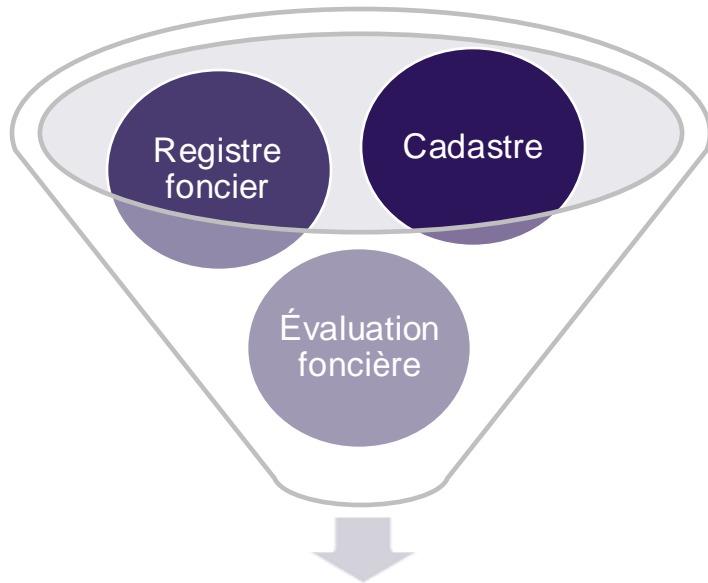 Registre
foncier
Cadastre
Évaluation
foncière